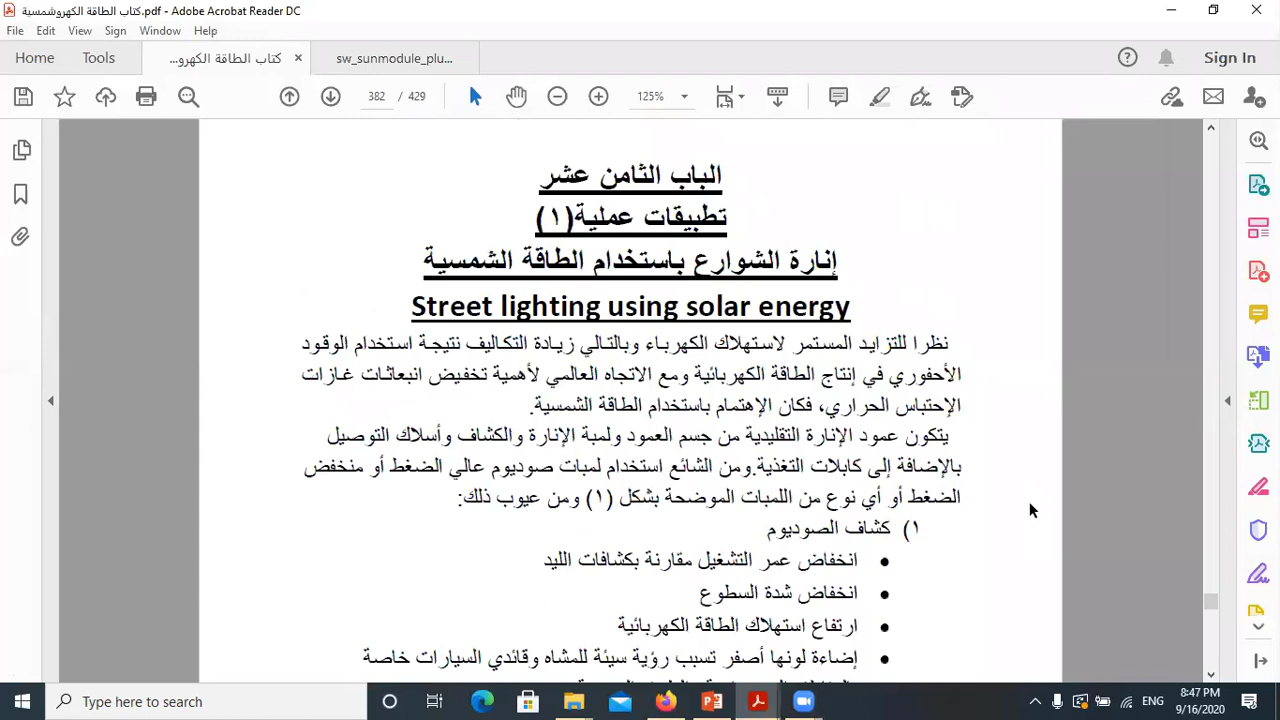 كتاب الطاقة الكهروشمسية.pdf - Adobe Acrobat Reader DC
File Edit View Sign Window Help
Home Tools كتاب الطاقة الكهرو... × sw_sunmodule_plu... Sign In
382 / 429 125%
الباب الثامن عشر
تطبيقات عملية(١)
إنارة الشوارع باستخدام الطاقة الشمسية
Street lighting using solar energy
نظرا للتزايد المستمر لاستهلاك الكهرباء وبالتالي زيادة التكاليف نتيجة استخدام الوقود
الأحفوري في إنتاج الطاقة الكهربائية ومع الاتجاه العالمي لأهمية تخفيض انبعاثات غازات
الإحتباس الحراري، فكان الإهتمام باستخدام الطاقة الشمسية.
يتكون عمود الإنارة التقليدية من جسم العمود ولمبة الإنارة والكشاف وأسلاك التوصيل
بالإضافة إلى كابلات التغذية.ومن الشائع استخدام لمبات صوديوم عالي الضغط أو منخفض
الضغط أو أي نوع من اللمبات الموضحة بشكل (١) ومن عيوب ذلك:
١) كشاف الصوديوم
• انخفاض عمر التشغيل مقارنة بكشافات الليد
• انخفاض شدة السطوع
• ارتفاع استهلاك الطاقة الكهربائية
• إضاءة لونها أصفر تسبب رؤية سيئة للمشاه وقائدي السيارات خاصة
Type here to search
ENG
8:47 PM
9/16/2020